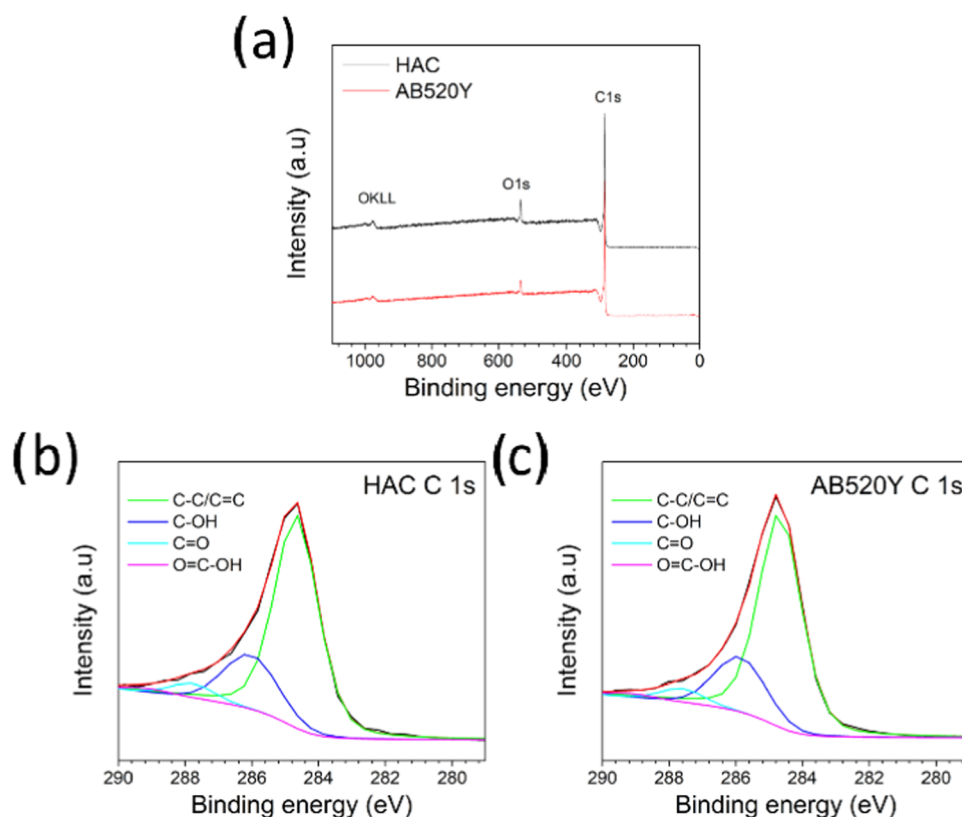 (a)
HAC
AB520Y
C1s
O1s
OKLL
Intensity (a.u)
1000 800 600 400 200 0
Binding energy (eV)
(b)
HAC C 1s
C-C/C=C
C-OH
C=O
O=C-OH
Intensity (a.u)
290 288 286 284 282 280
Binding energy (eV)
(c)
AB520Y C 1s
C-C/C=C
C-OH
C=O
O=C-OH
Intensity (a.u)
290 288 286 284 282 280
Binding energy (eV)